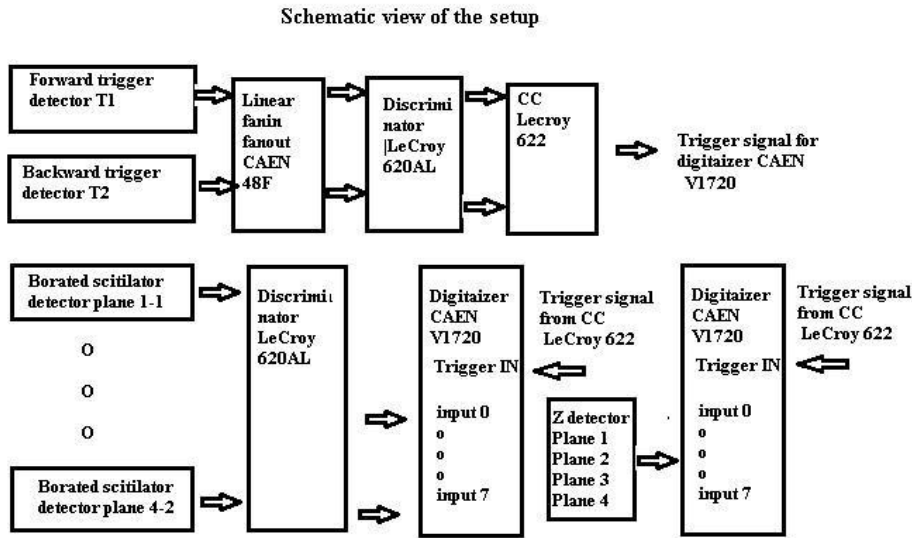 Schematic view of the setup
Forward trigger
detector T1
Backward trigger
detector T2
Linear
fanin
fanout
CAEN
48F
Discrimi
nator
|LeCroy
620AL
CC
Lecroy
622
Trigger signal for
digitaizer CAEN
V1720
Borated scitilator
detector plane 1-1
o
o
o
Borated scitilator
detector plane 4-2
Discrimi
nator
LeCroy
620AL
Digitaizer
CAEN
V1720
Trigger IN
input 0
o
o
o
input 7
Trigger signal
from CC
LeCroy 622
Z detector
Plane 1
Plane 2
Plane 3
Plane 4
Digitaizer
CAEN
V1720
Trigger IN
input 0
o
o
o
input 7
Trigger signal
from CC
LeCroy 622